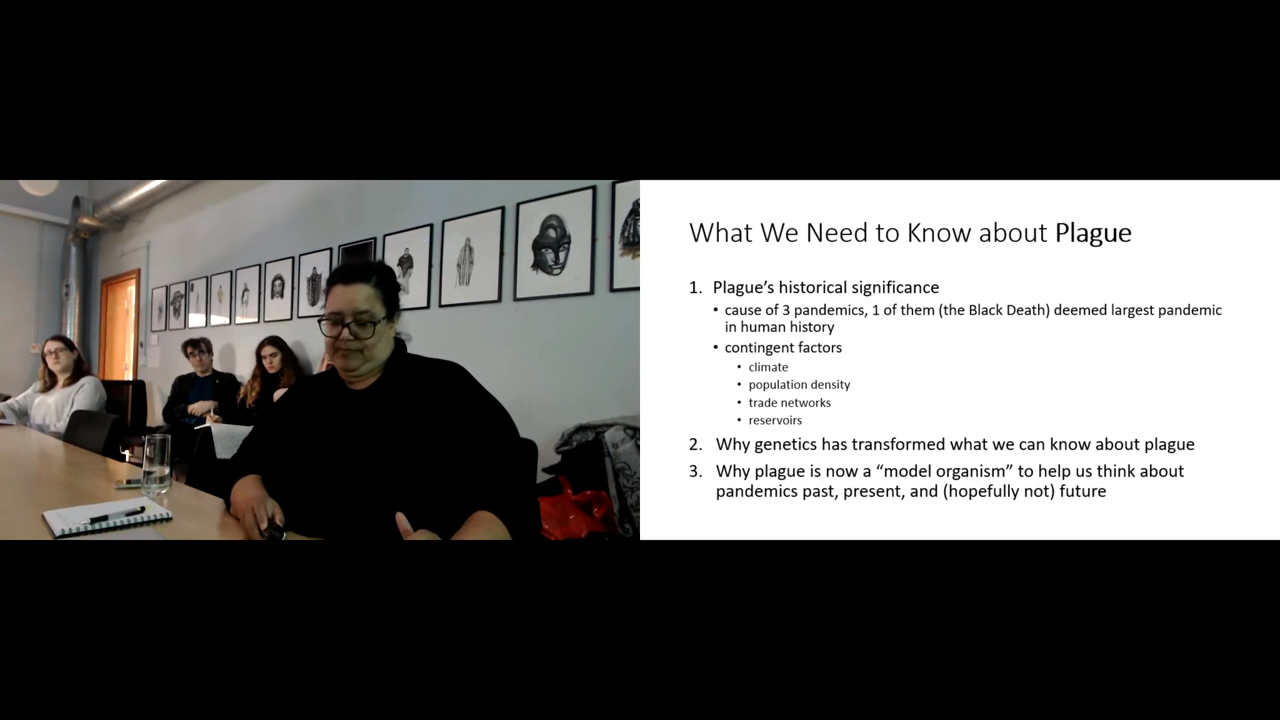 What We Need to Know about Plague
1. Plague’s historical significance
• cause of 3 pandemics, 1 of them (the Black Death) deemed largest pandemic
in human history
• contingent factors
• climate
• population density
• trade networks
• reservoirs
2. Why genetics has transformed what we can know about plague
3. Why plague is now a “model organism” to help us think about
pandemics past, present, and (hopefully not) future